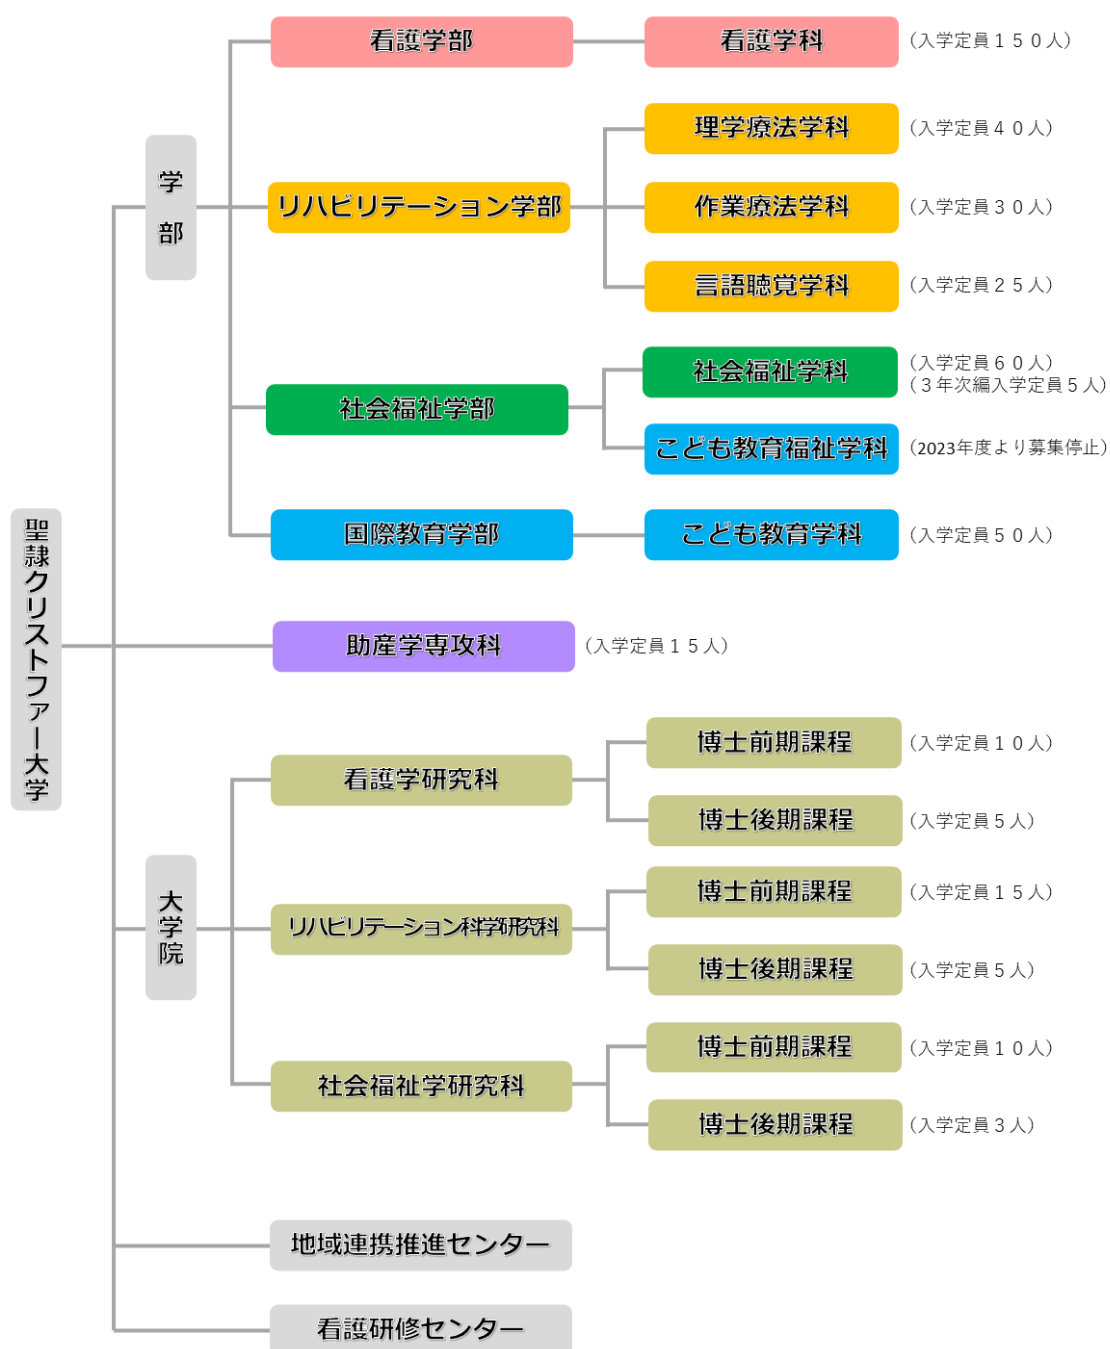 聖隷クリストファー大学
学部
看護学部
看護学科
（入学定員１５０人）
リハビリテーション学部
理学療法学科
（入学定員４０人）
作業療法学科
（入学定員３０人）
言語聴覚学科
（入学定員２５人）
社会福祉学部
社会福祉学科
（入学定員６０人）
（３年次編入学定員５人）
こども教育福祉学科
（2023年度より募集停止）
国際教育学部
こども教育学科
（入学定員５０人）
助産学専攻科
（入学定員１５人）
大学院
看護学研究科
博士前期課程
（入学定員１０人）
博士後期課程
（入学定員５人）
リハビリテーション科学研究科
博士前期課程
（入学定員１５人）
博士後期課程
（入学定員５人）
社会福祉学研究科
博士前期課程
（入学定員１０人）
博士後期課程
（入学定員３人）
地域連携推進センター
看護研修センター